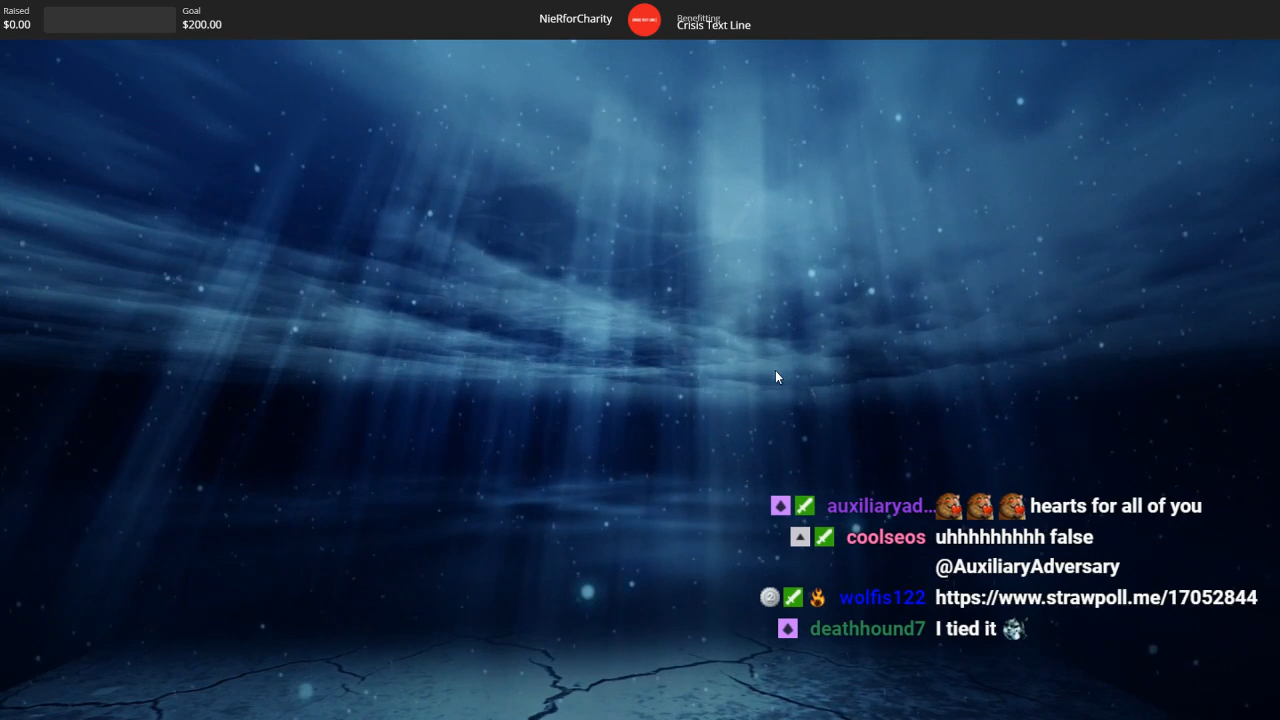 Raised
$0.00
Goal
$200.00
NieRforCharity
Benefitting
Crisis Text Line
auxiliaryad... hearts for all of you
coolseos uhhhhhhhhh false
@AuxiliaryAdversary
wolfis122 https://www.strawpoll.me/17052844
deathhound7 I tied it